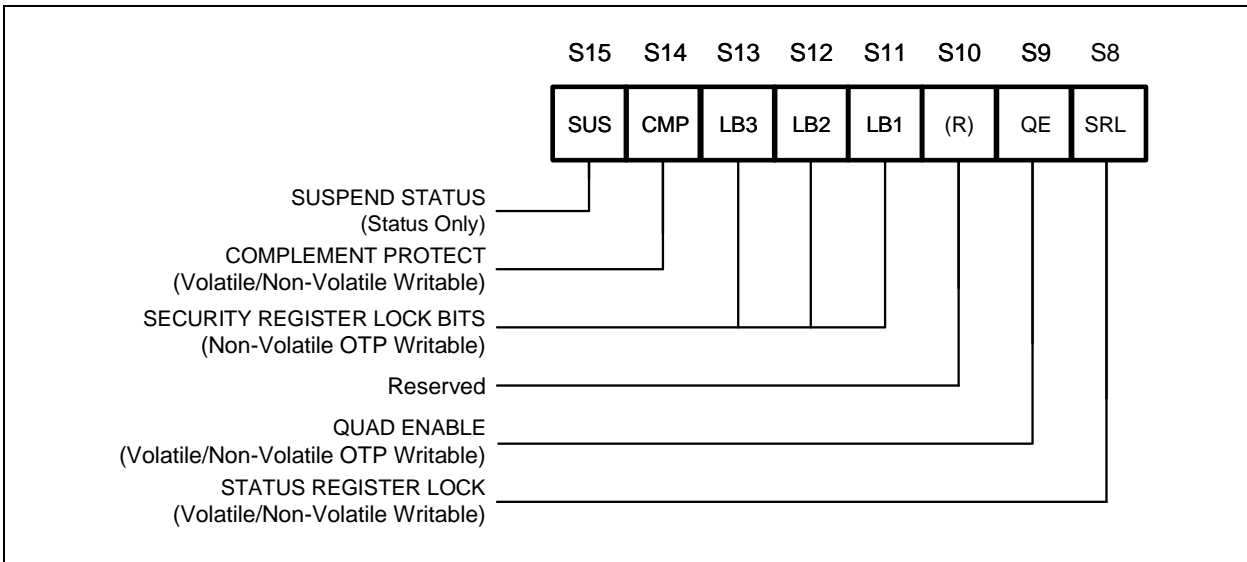 S15 S14 S13 S12 S11 S10 S9 S8
SUS CMP LB3 LB2 LB1 (R) QE SRL
SUSPEND STATUS
(Status Only)
COMPLEMENT PROTECT
(Volatile/Non-Volatile Writable)
SECURITY REGISTER LOCK BITS
(Non-Volatile OTP Writable)
Reserved
QUAD ENABLE
(Volatile/Non-Volatile OTP Writable)
STATUS REGISTER LOCK
(Volatile/Non-Volatile Writable)